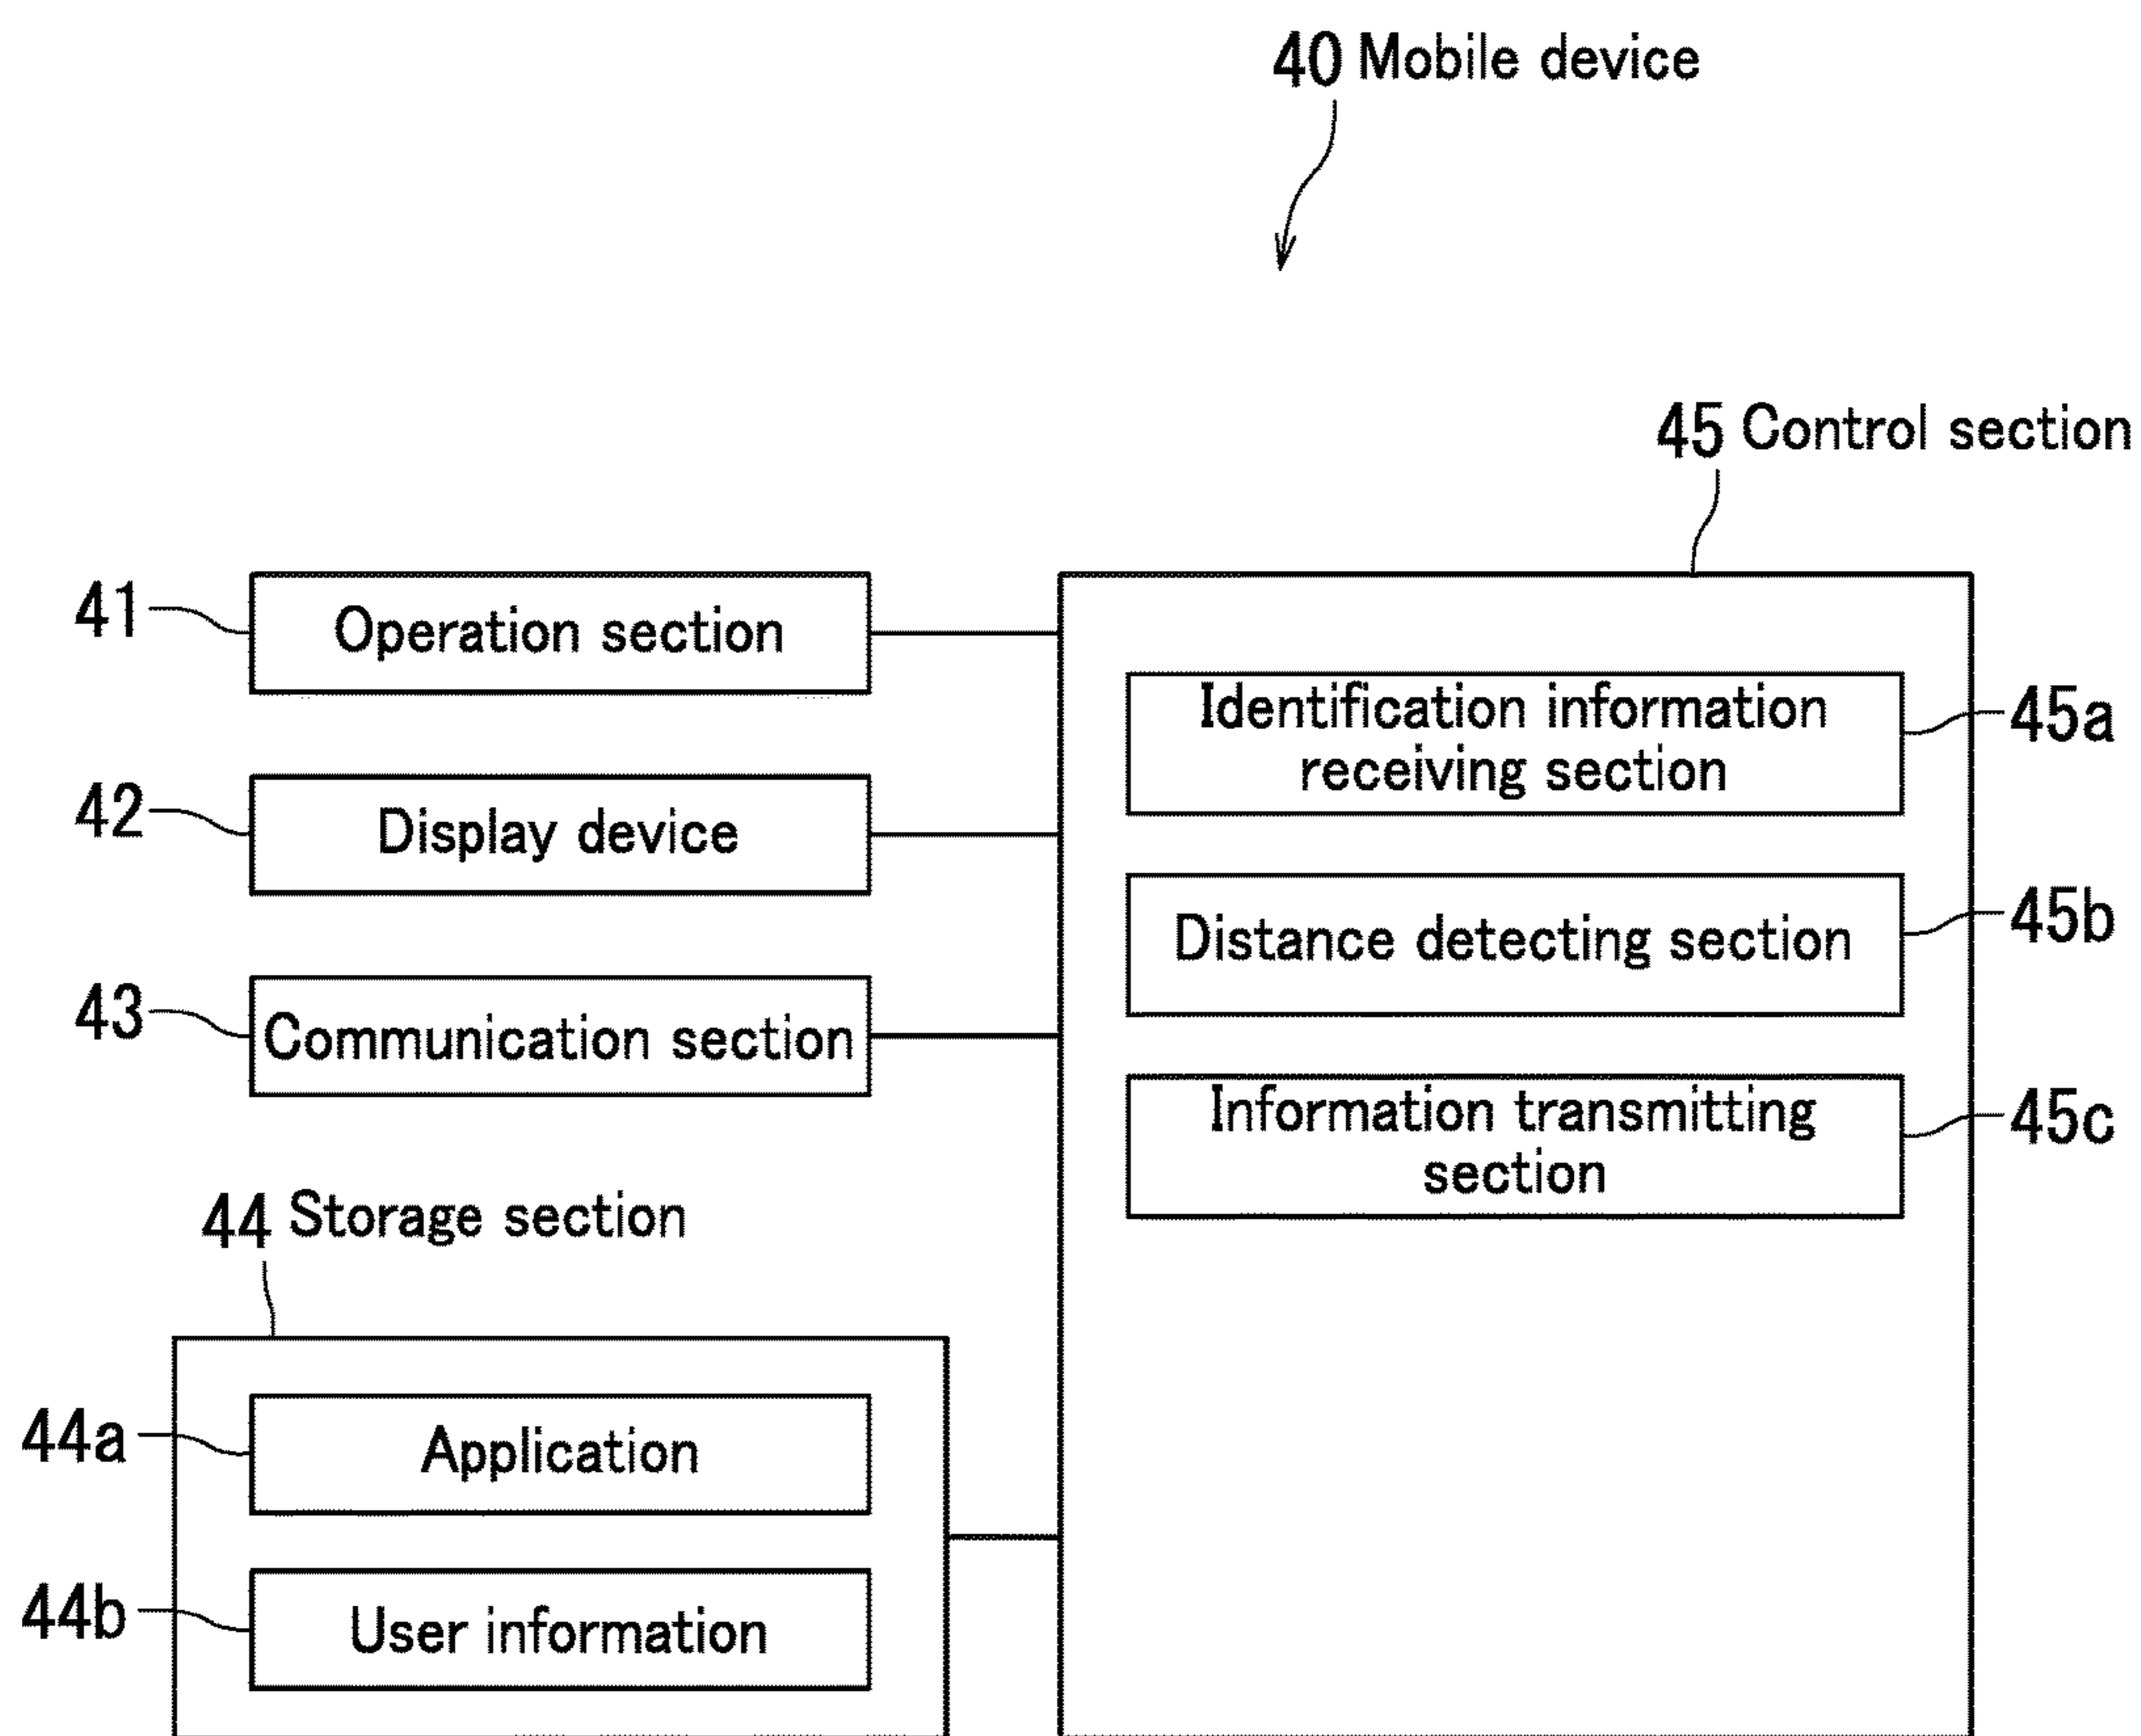 40 Mobile device
45 Control section
41 Operation section
42 Display device
43 Communication section
44 Storage section
44a Application
44b User information
Identification information
receiving section
45a
Distance detecting section
45b
Information transmitting
section
45c